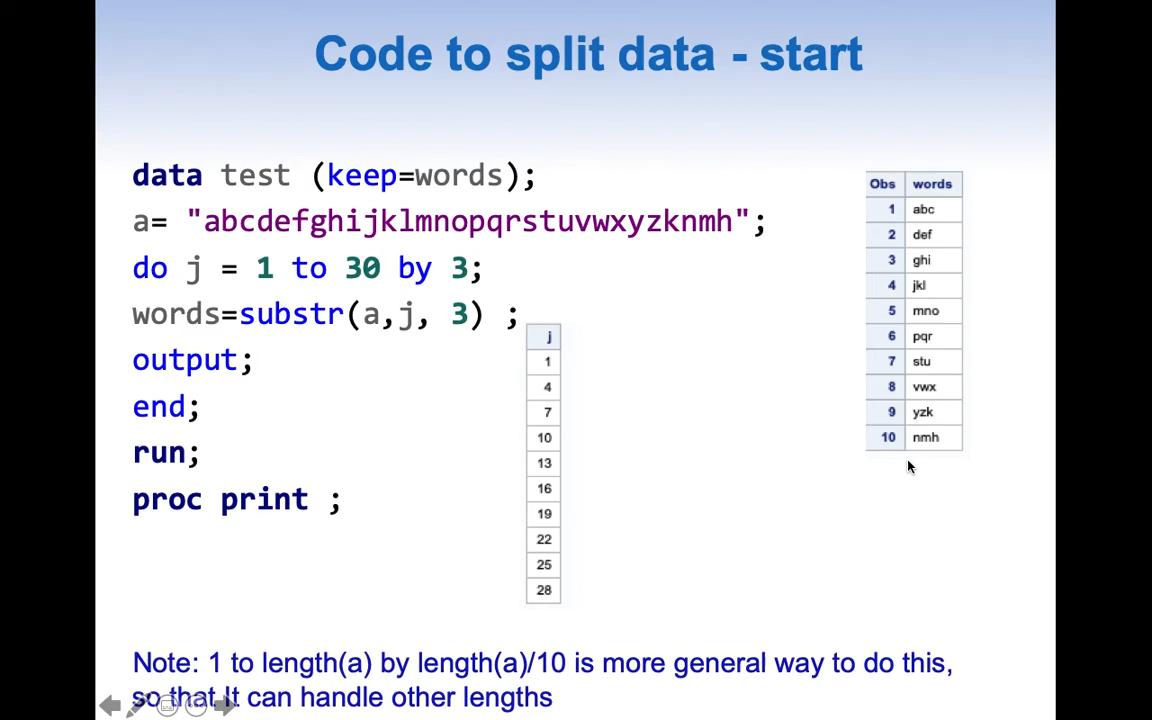 Code to split data - start
data test (keep=words);
a= "abcdefghijklmnopqrstuvwxyzknmh";
do j = 1 to 30 by 3;
words=substr(a,j, 3) ;
output;
end;
run;
proc print ;
j
1
4
7
10
13
16
19
22
25
28
Obs words
1 abc
2 def
3 ghi
4 jkl
5 mno
6 pqr
7 stu
8 vwx
9 yzk
10 nmh
Note: 1 to length(a) by length(a)/10 is more general way to do this,
so that It can handle other lengths